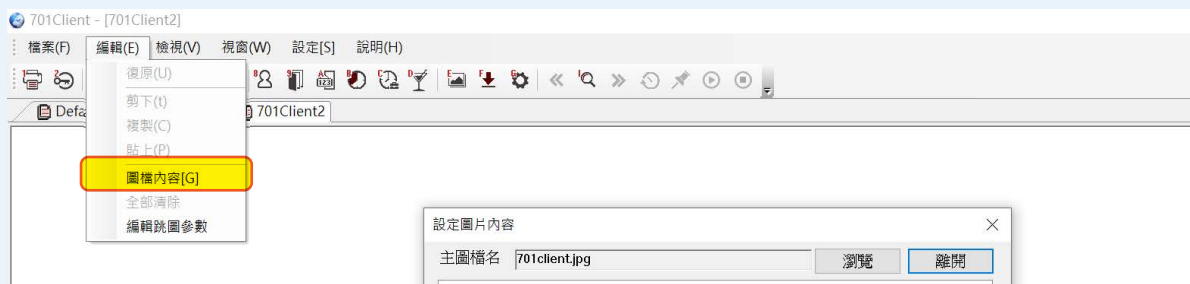 701Client - [701Client2]
檔案(F) 編輯(E) 檢視(V) 視窗(W) 設定[S] 說明(H)
復原(U)
剪下(t)
Defa 701Client2
複製(C)
貼上(P)
圖檔內容[G]
全部清除
編輯跳圖參數
設定圖片內容
主圖檔名 701client.jpg 瀏覽 離開